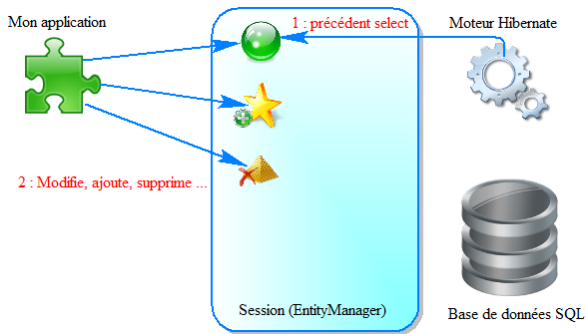 Mon application
1 : précédent select
Moteur Hibernate
2 : Modifie, ajoute, supprime ...
Session (EntityManager)
Base de données SQL